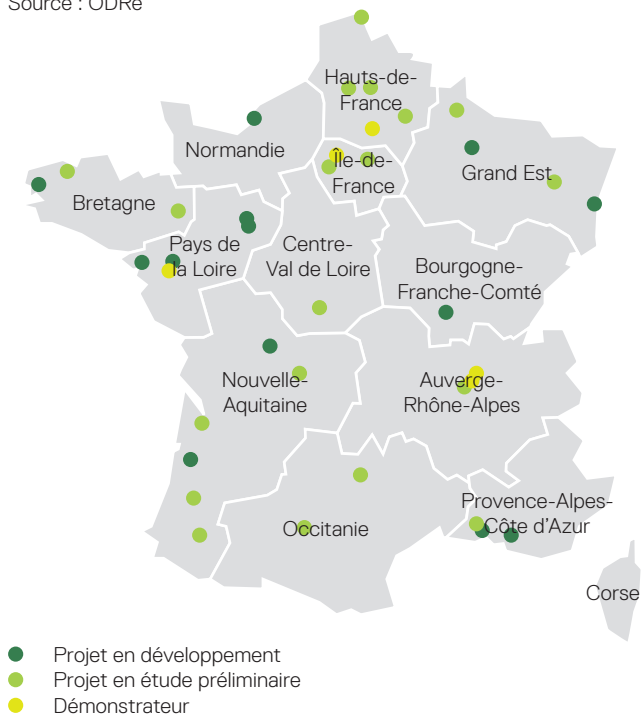 Source : ODRé
Hauts-de-
France
Normandie
Île-de-
France
Grand Est
Bretagne
Pays de
la Loire
Centre-
Val de Loire
Bourgogne-
Franche-Comté
Nouvelle-
Aquitaine
Auvergne-
Rhône-Alpes
Occitanie
Provence-Alpes-
Côte d'Azur
Corse
Projet en développement
Projet en étude préliminaire
Démonstrateur